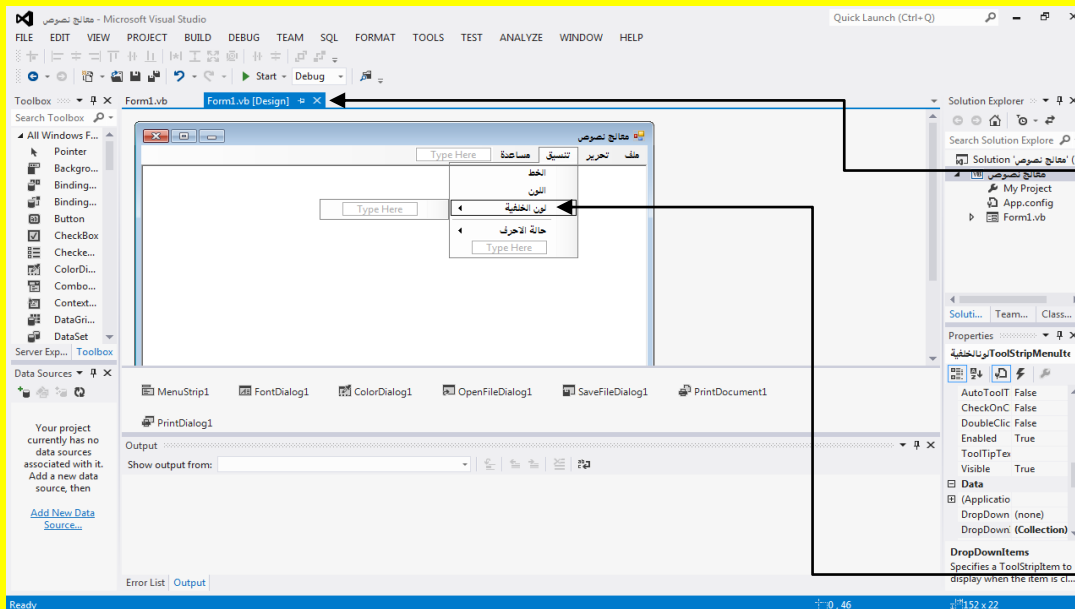 معالج نصوص - Microsoft Visual Studio
Quick Launch (Ctrl+Q)
FILE EDIT VIEW PROJECT BUILD DEBUG TEAM SQL FORMAT TOOLS TEST ANALYZE WINDOW HELP
Start Debug
Toolbox
Search Toolbox
All Windows F...
Pointer
Backgro...
Binding...
Binding...
Button
CheckBox
Checke...
ColorDi...
Combo...
Context...
DataGri...
DataSet
Server Exp... Toolbox
Data Sources
Your project
currently has no
data sources
associated with it.
Add a new data
source, then
Add New Data
Source...
Form1.vb Form1.vb [Design]
معالج نصوص
ملف تحرير تنسيق مساعدة Type Here
الخط
اللون
لون الخلفية Type Here
حالة الاحرف
Type Here
MenuStrip1 FontDialog1 ColorDialog1 OpenFileDialog1 SaveFileDialog1 PrintDocument1
PrintDialog1
Output
Show output from:
Error List Output
Solution Explorer
Search Solution Explore
Solution 'معالج نصوص' (
معالج نصوص
My Project
App.config
Form1.vb
Soluti... Team... Class...
Properties
لونالخلفيةToolStripMenuIte
AutoToolT False
CheckOnC False
DoubleClic False
Enabled True
ToolTipTex
Visible True
Data
(Applicatio
DropDown (none)
DropDown (Collection)
DropDownItems
Specifies a ToolStripItem to
display when the item is cl...
Ready 0 , 46 152 x 22